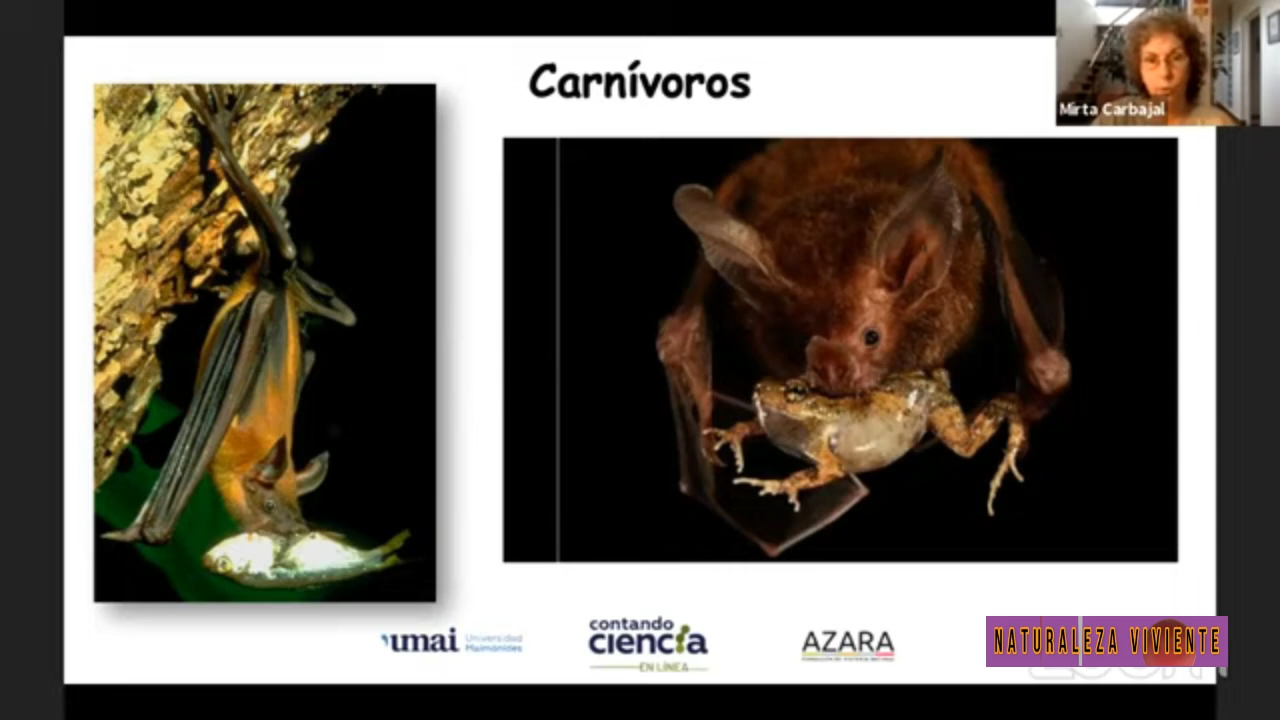 Carnívoros
Mirta Carbajal
umai Universidad
Maimónides
contando
ciencia
EN LÍNEA
AZARA
NATURALEZA VIVIENTE